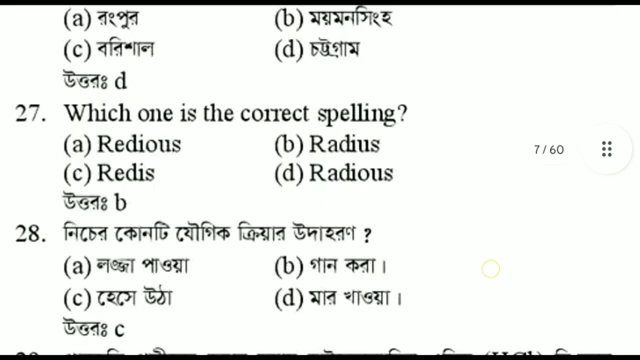 (a) রংপুর (b) ময়মনসিংহ
(c) বরিশাল (d) চট্টগ্রাম
উত্তরঃ d
27. Which one is the correct spelling?
(a) Redious (b) Radius
(c) Redis (d) Radious
উত্তরঃ b
7 / 60
28. নিচের কোনটি যৌগিক ক্রিয়ার উদাহরণ ?
(a) লজ্জা পাওয়া (b) গান করা।
(c) হেসে উঠা (d) মার খাওয়া ।
উত্তরঃ c